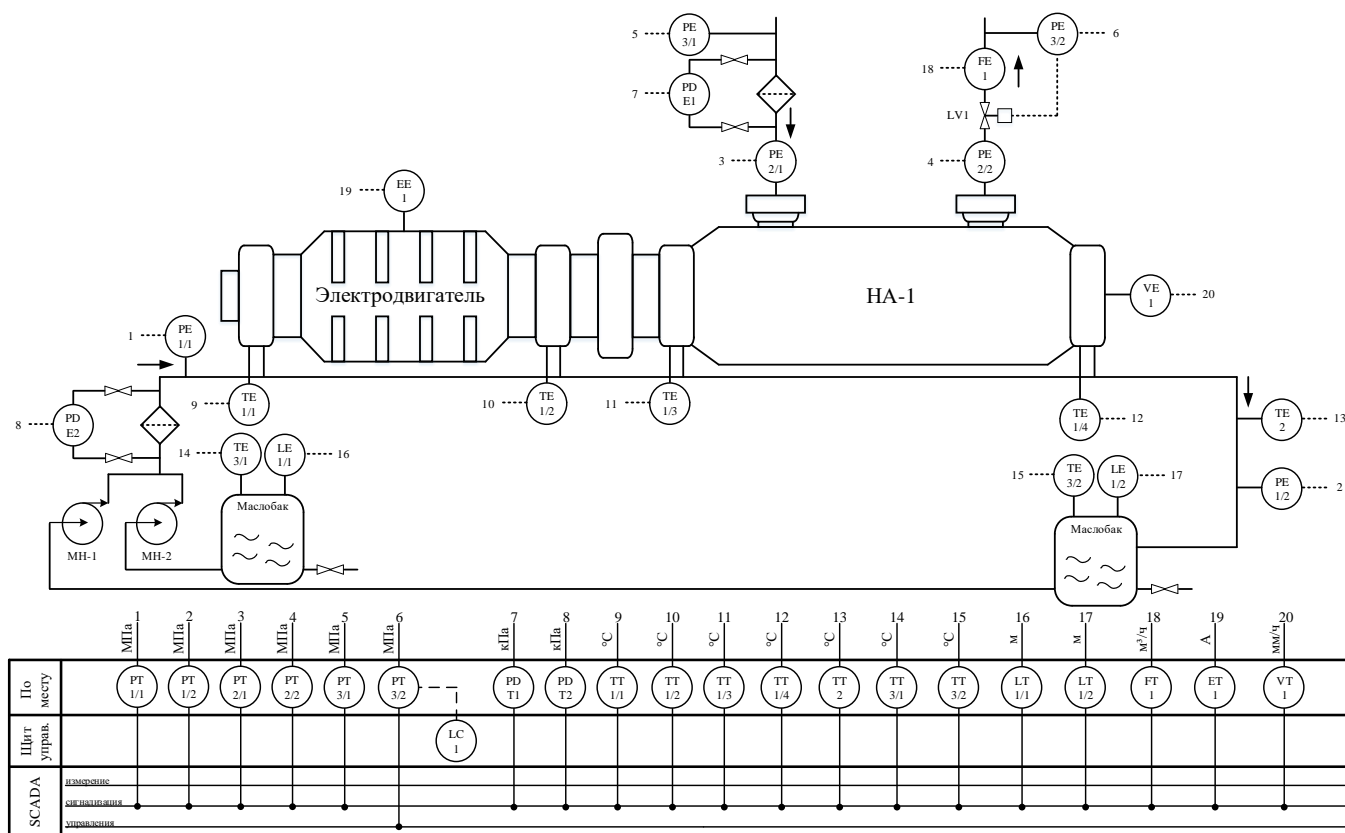 5
PE
3/1
PE
3/2
6
18
FE
1
7
PD
E1
LV1
3
PE
2/1
4
PE
2/2
19
EE
1
Электродвигатель
НА-1
VE
1
20
1
PE
1/1
9
TE
1/1
10
TE
1/2
11
TE
1/3
TE
1/4
12
TE
2
13
8
PD
E2
14
TE
3/1
LE
1/1
16
15
TE
3/2
LE
1/2
17
PE
1/2
2
Маслобак
Маслобак
МН-1
МН-2
1 2 3 4 5 6 7 8 9 10 11 12 13 14 15 16 17 18 19 20
МПа МПа МПа МПа МПа МПа кПа кПа °С °С °С °С °С °С °С м м м³/ч А мм/ч
По
месту
PT
1/1
PT
1/2
PT
2/1
PT
2/2
PT
3/1
PT
3/2
PD
T1
PD
T2
TT
1/1
TT
1/2
TT
1/3
TT
1/4
TT
2
TT
3/1
TT
3/2
LT
1/1
LT
1/2
FT
1
ET
1
VT
1
Щит
управ.
LC
1
SCADA
измерение
сигнализация
управления